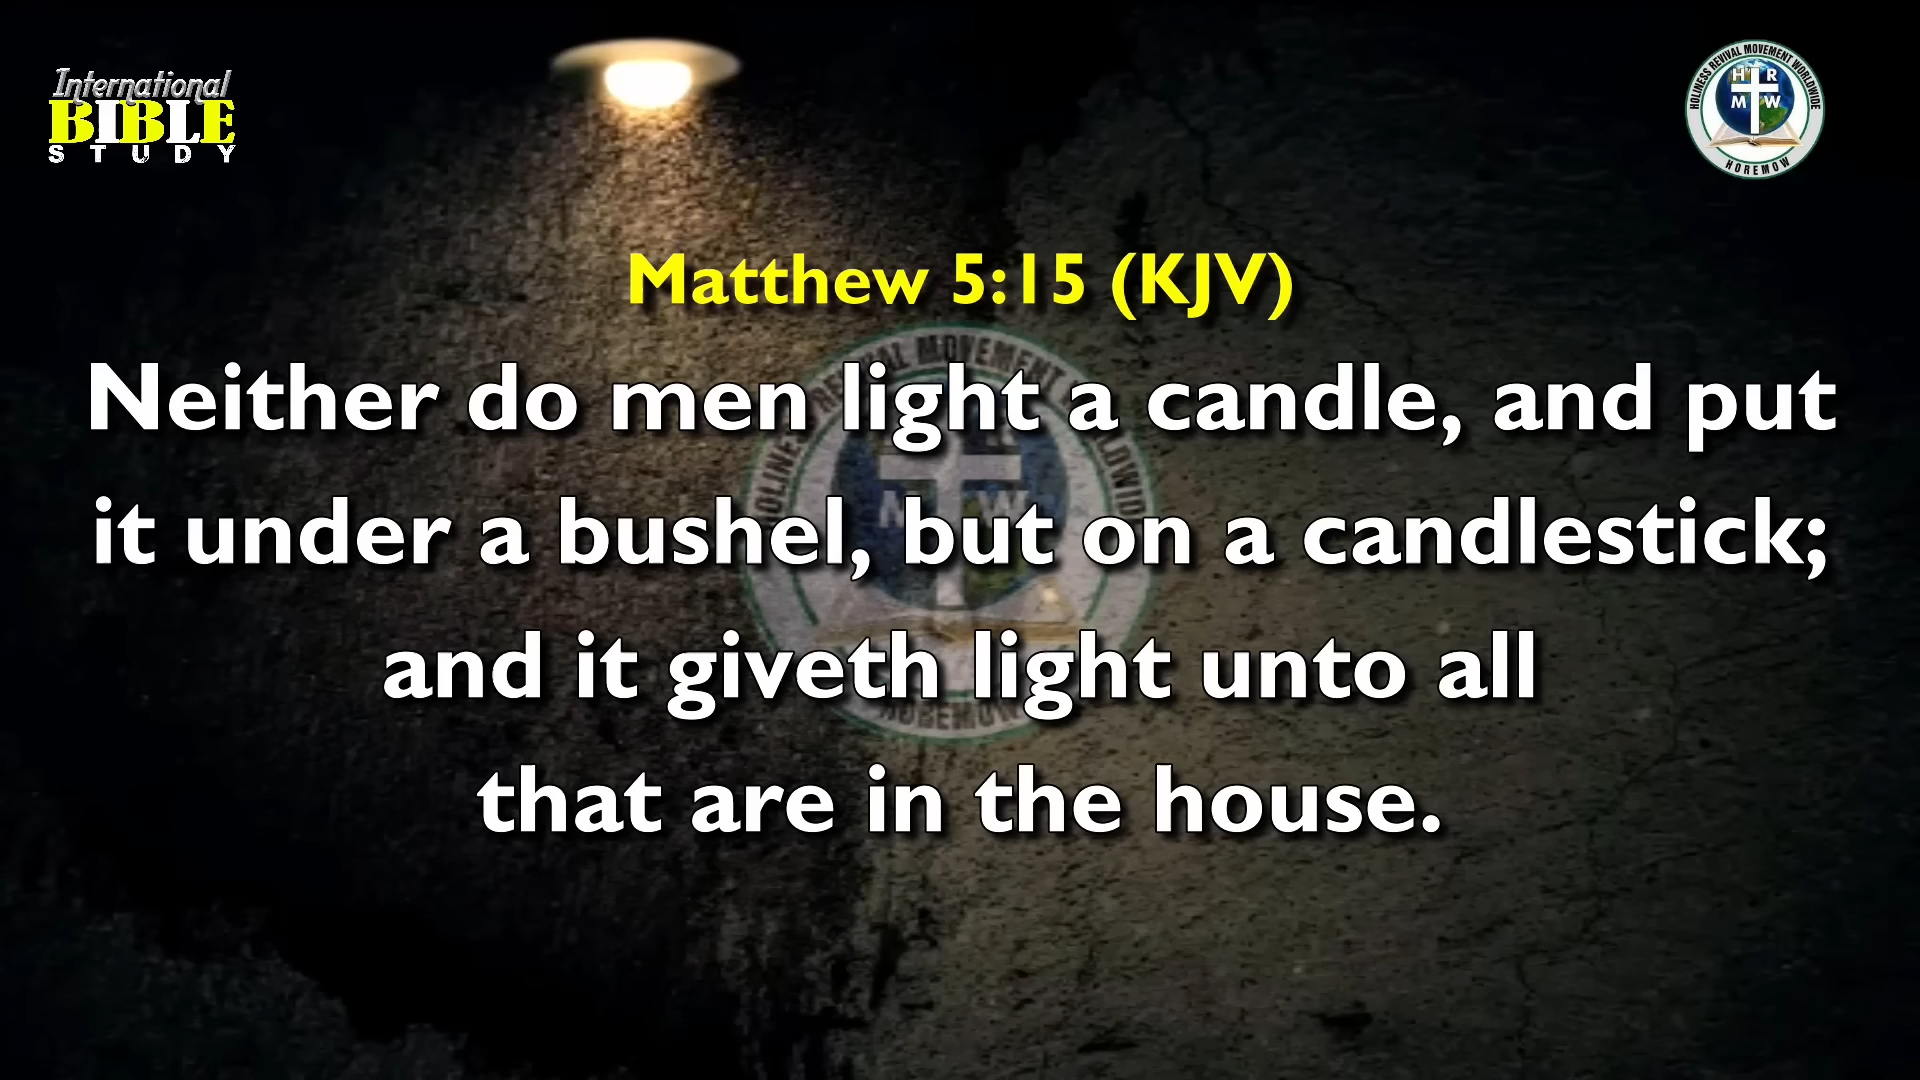 International
BIBLE
STUDY
HOLINESS REVIVAL MOVEMENT WORLDWIDE
H R
M W
HOREMOW
Matthew 5:15 (KJV)
Neither do men light a candle, and put
it under a bushel, but on a candlestick;
and it giveth light unto all
that are in the house.